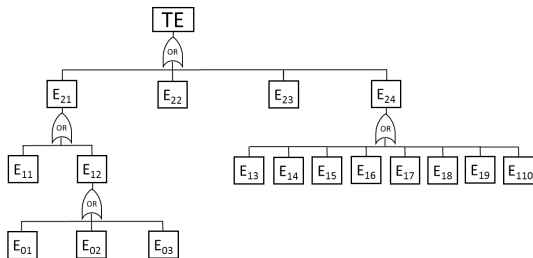 TE
OR
E₂₁ E₂₂ E₂₃ E₂₄
OR OR
E₁₁ E₁₂ E₁₃ E₁₄ E₁₅ E₁₆ E₁₇ E₁₈ E₁₉ E₁₁₀
OR
E₀₁ E₀₂ E₀₃